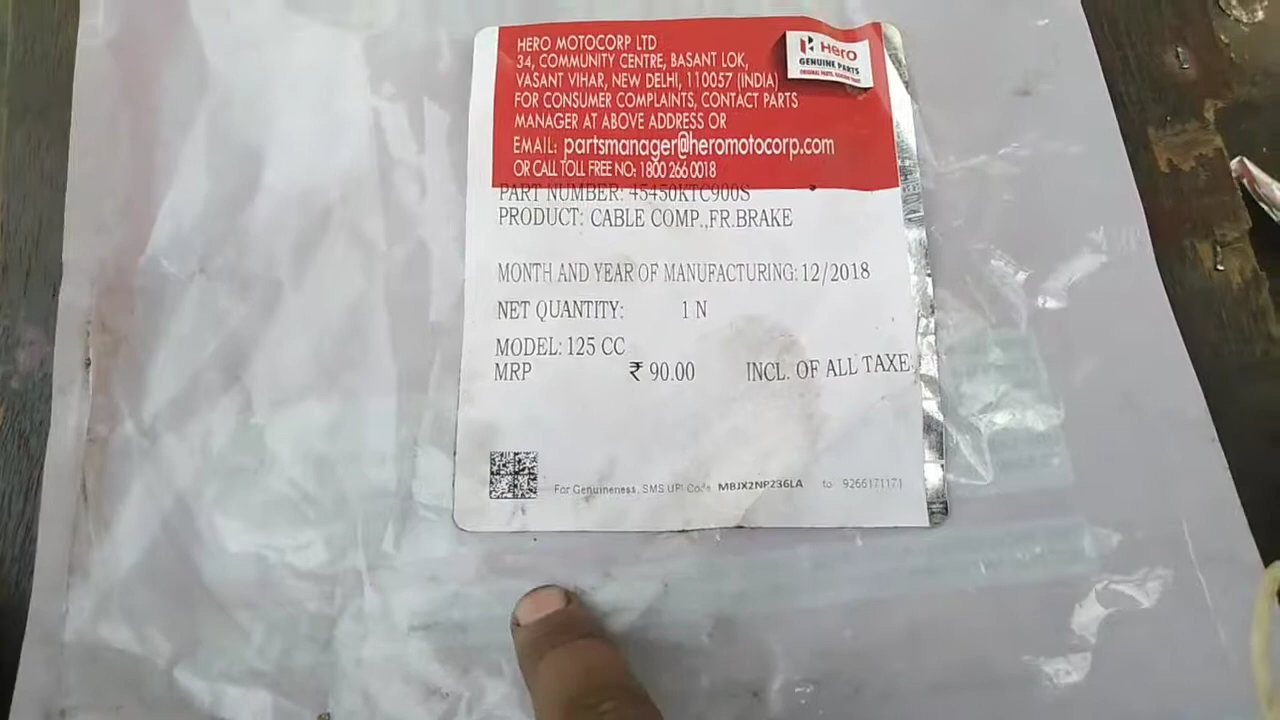 HERO MOTOCORP LTD
34, COMMUNITY CENTRE, BASANT LOK,
VASANT VIHAR, NEW DELHI, 110057 (INDIA)
FOR CONSUMER COMPLAINTS, CONTACT PARTS
MANAGER AT ABOVE ADDRESS OR
EMAIL: partsmanager@heromotocorp.com
OR CALL TOLL FREE NO: 1800 266 0018
Hero
GENUINE PARTS
PART NUMBER: 45450KTC900S
PRODUCT: CABLE COMP.,FR.BRAKE
MONTH AND YEAR OF MANUFACTURING: 12/2018
NET QUANTITY: 1 N
MODEL: 125 CC
MRP ₹ 90.00 INCL. OF ALL TAXE
For Genuineness, SMS UPI Code MBJX2NP236LA to 9266171171